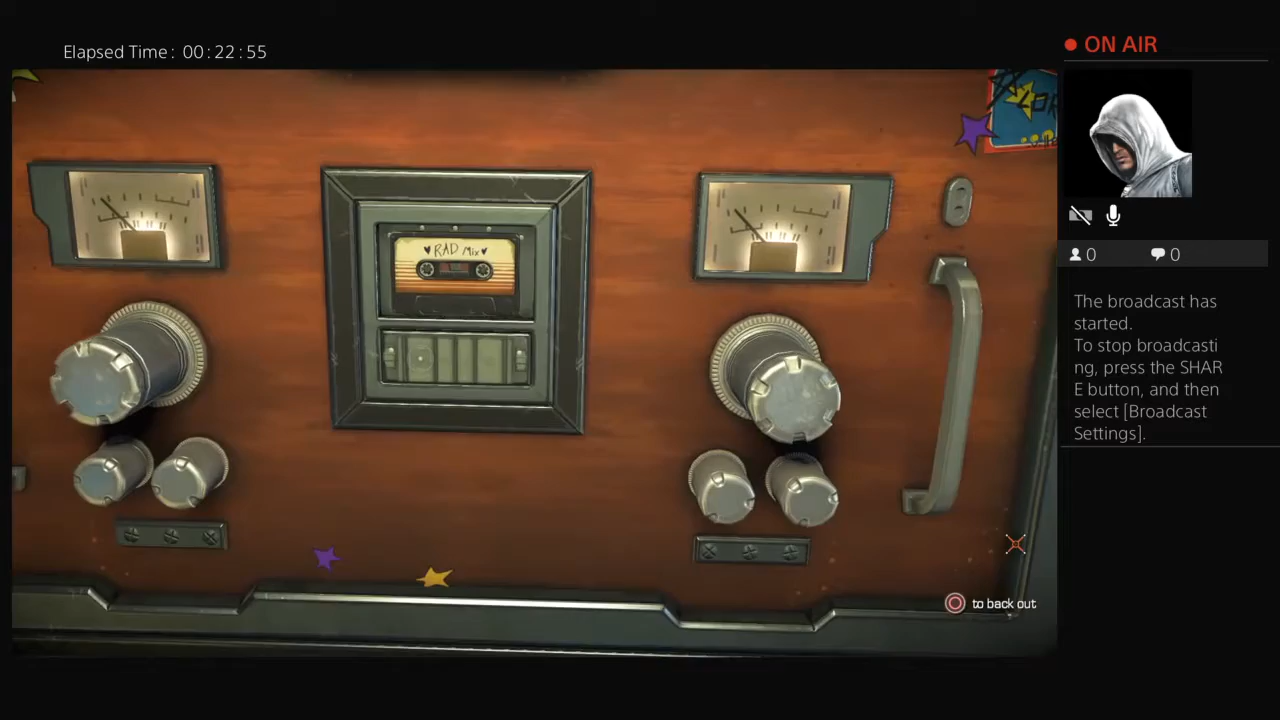 Elapsed Time: 00:22:55
ON AIR
RAD Mix
0
0
The broadcast has
started.
To stop broadcasti
ng, press the SHAR
E button, and then
select [Broadcast
Settings].
to back out